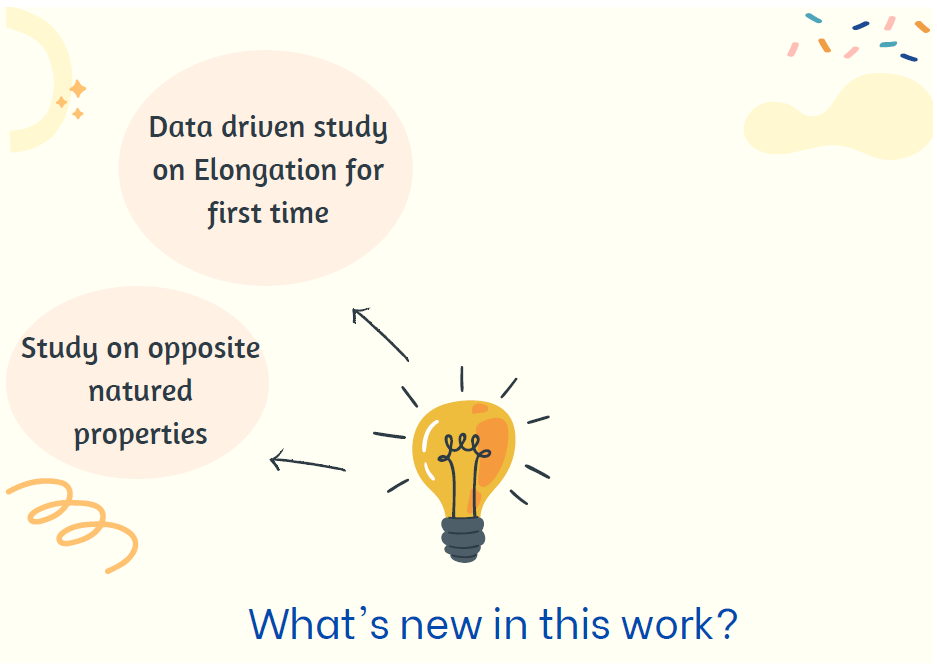 Data driven study
on Elongation for
first time
Study on opposite
natured
properties
What's new in this work?